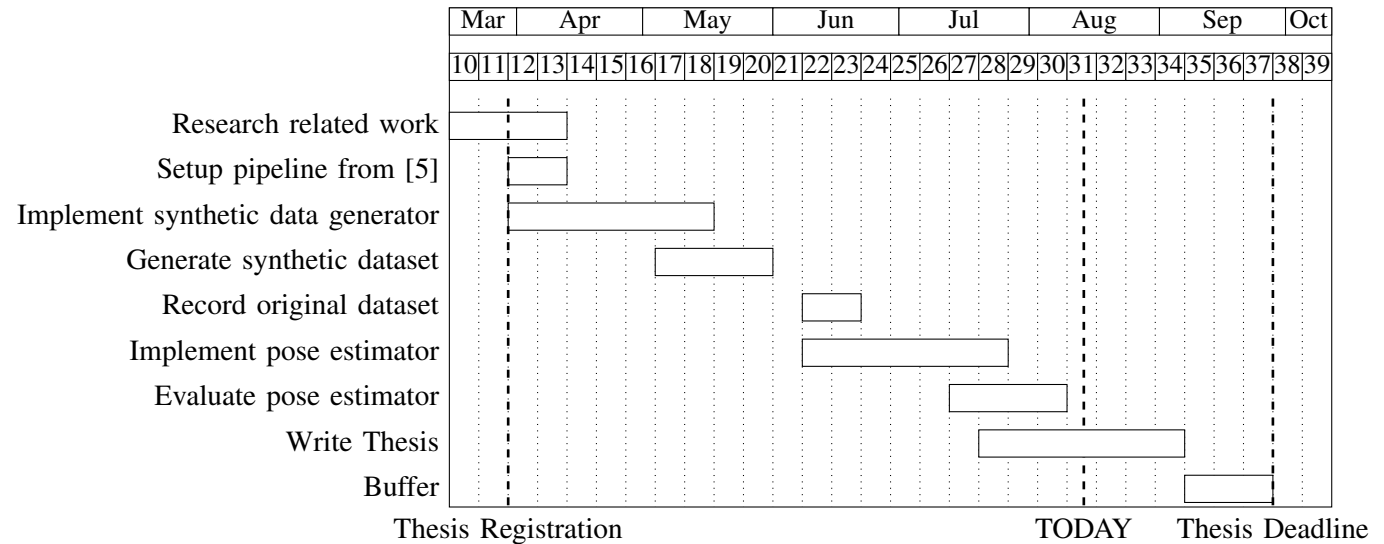 Mar Apr May Jun Jul Aug Sep Oct
10 11 12 13 14 15 16 17 18 19 20 21 22 23 24 25 26 27 28 29 30 31 32 33 34 35 36 37 38 39
Research related work
Setup pipeline from [5]
Implement synthetic data generator
Generate synthetic dataset
Record original dataset
Implement pose estimator
Evaluate pose estimator
Write Thesis
Buffer
Thesis Registration TODAY Thesis Deadline